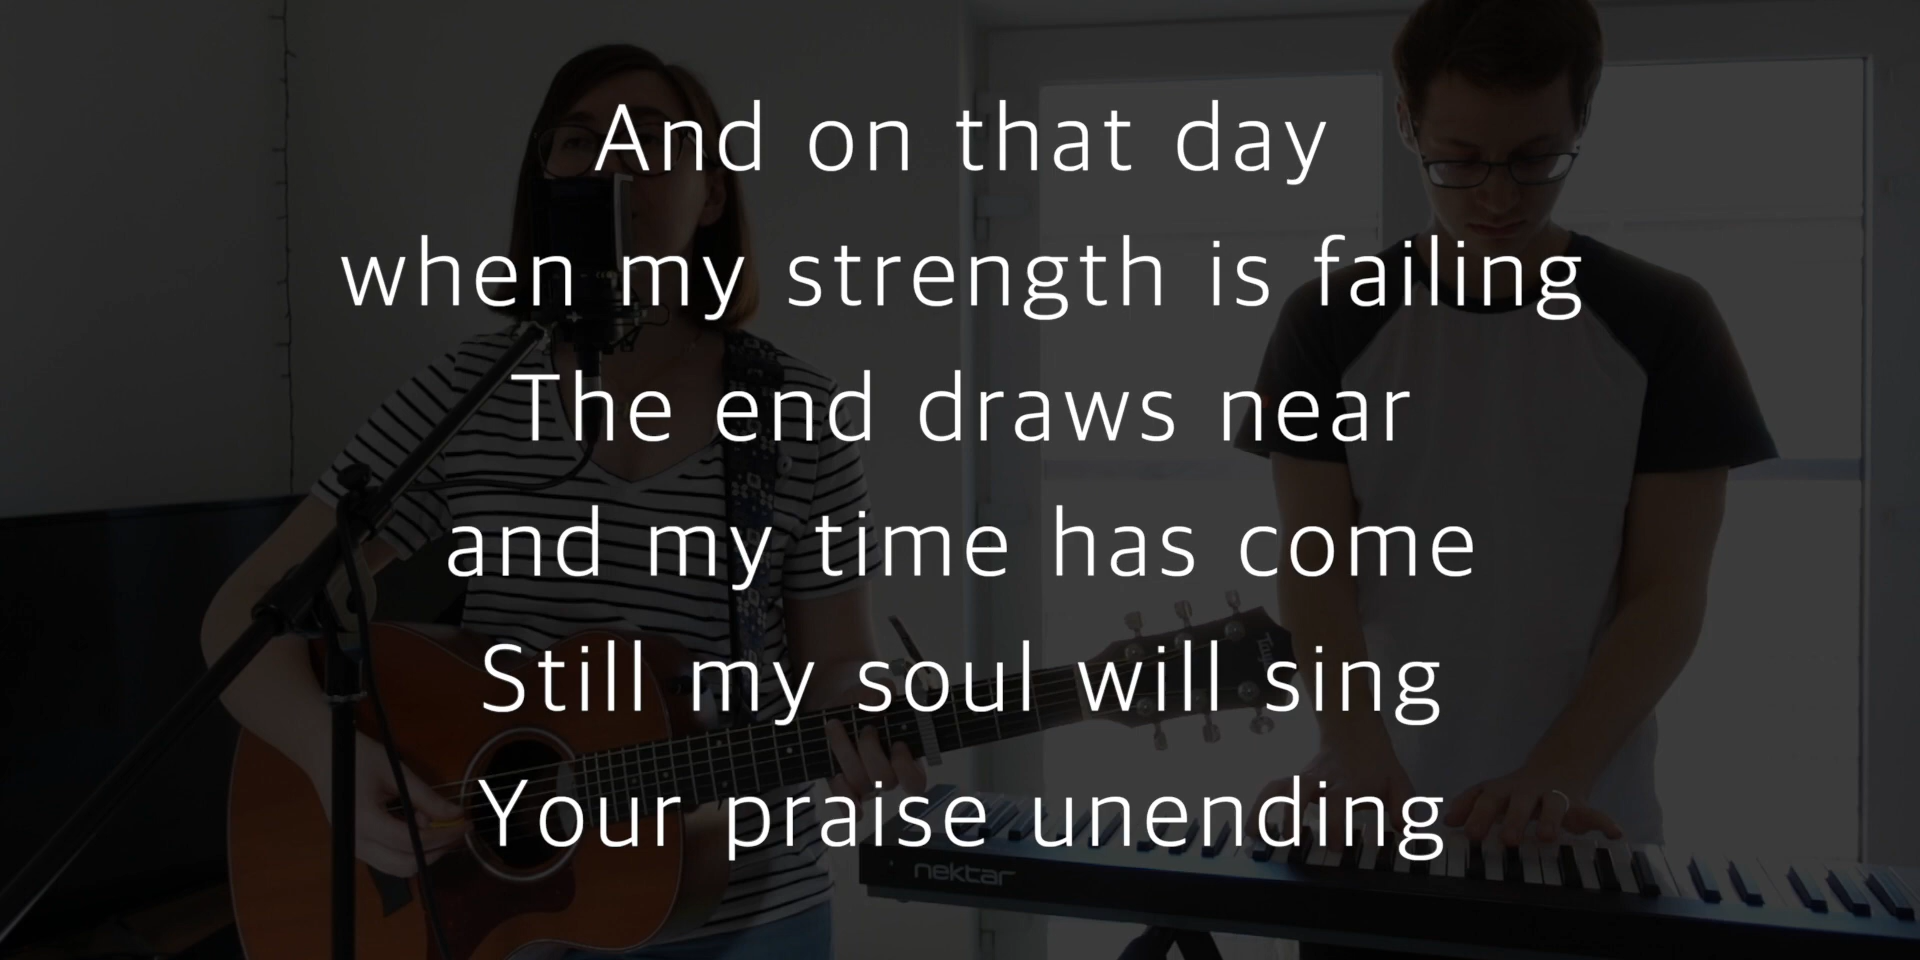 And on that day
when my strength is failing
The end draws near
and my time has come
Still my soul will sing
Your praise unending
nektar